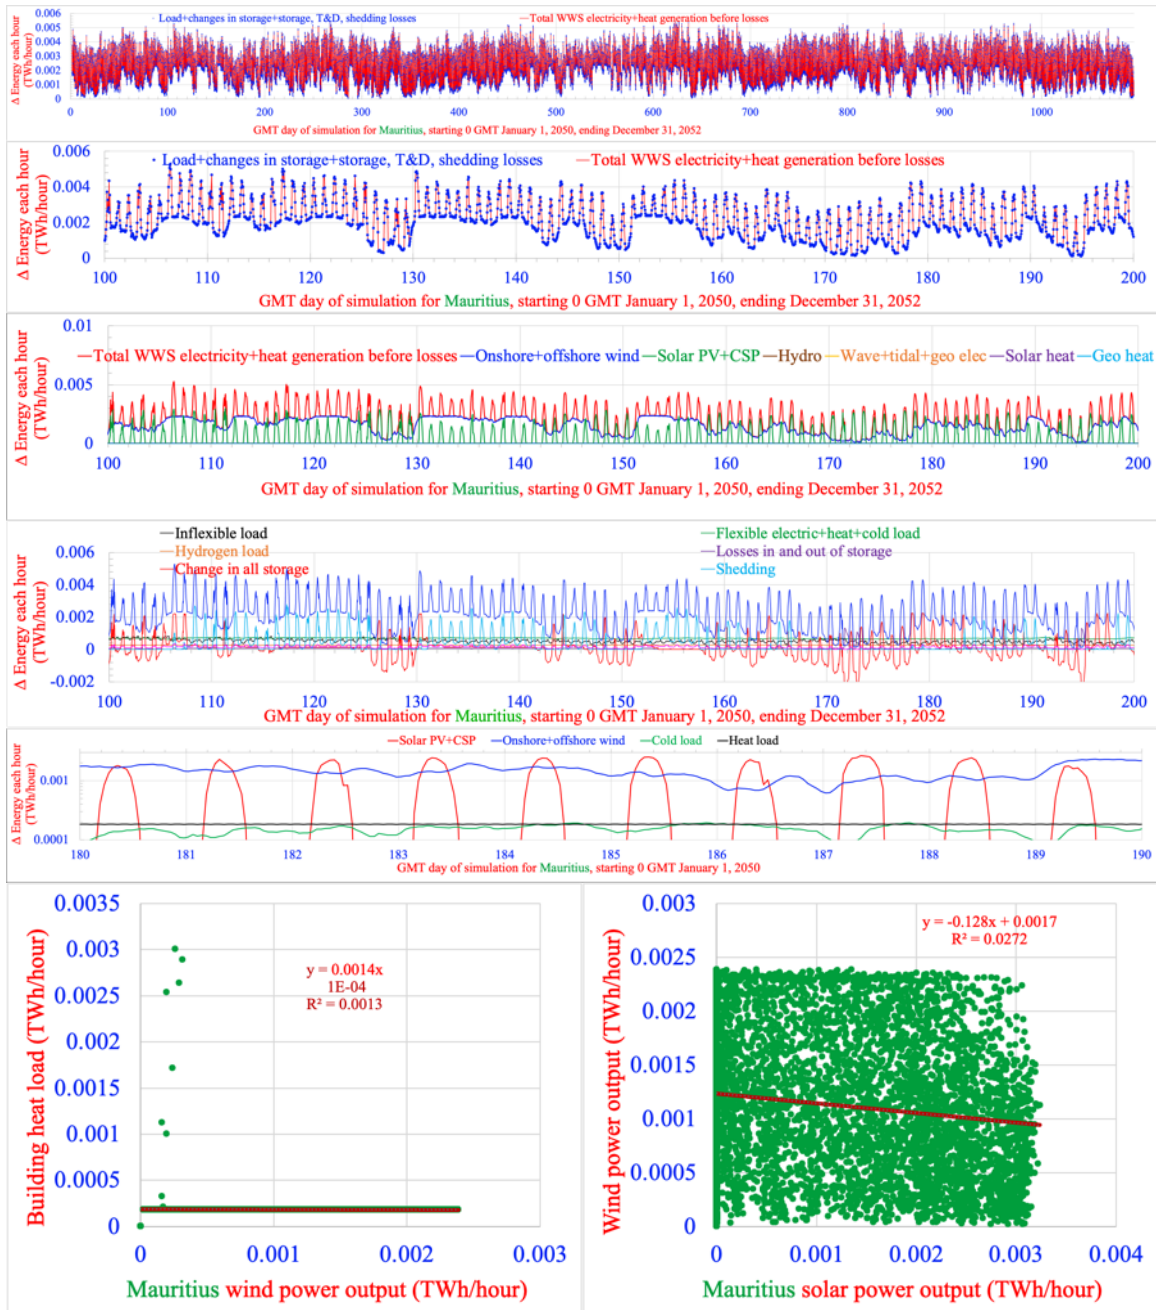 Load+changes in storage+storage, T&D, shedding losses
Total WWS electricity+heat generation before losses
Δ Energy each hour
(TWh/hour)
0.006
0.005
0.004
0.003
0.002
0.001
0
0 100 200 300 400 500 600 700 800 900 1000
GMT day of simulation for Mauritius, starting 0 GMT January 1, 2050, ending December 31, 2052
Load+changes in storage+storage, T&D, shedding losses
Total WWS electricity+heat generation before losses
Δ Energy each hour
(TWh/hour)
0.006
0.004
0.002
0
100 110 120 130 140 150 160 170 180 190 200
GMT day of simulation for Mauritius, starting 0 GMT January 1, 2050, ending December 31, 2052
Total WWS electricity+heat generation before losses Onshore+offshore wind Solar PV+CSP Hydro Wave+tidal+geo elec Solar heat Geo heat
Δ Energy each hour
(TWh/hour)
0.01
0.005
0
100 110 120 130 140 150 160 170 180 190 200
GMT day of simulation for Mauritius, starting 0 GMT January 1, 2050, ending December 31, 2052
Inflexible load
Flexible electric+heat+cold load
Hydrogen load
Losses in and out of storage
Change in all storage
Shedding
Δ Energy each hour
(TWh/hour)
0.006
0.004
0.002
0
-0.002
100 110 120 130 140 150 160 170 180 190 200
GMT day of simulation for Mauritius, starting 0 GMT January 1, 2050, ending December 31, 2052
Solar PV+CSP Onshore+offshore wind Cold load Heat load
Δ Energy each hour
(TWh/hour)
0.001
0.0001
180 181 182 183 184 185 186 187 188 189 190
GMT day of simulation for Mauritius, starting 0 GMT January 1, 2050
Building heat load (TWh/hour)
0.0035
0.003
0.0025
0.002
0.0015
0.001
0.0005
0
y = 0.0014x
1E-04
R² = 0.0013
0 0.001 0.002 0.003
Mauritius wind power output (TWh/hour)
Wind power output (TWh/hour)
0.003
0.0025
0.002
0.0015
0.001
0.0005
0
y = -0.128x + 0.0017
R² = 0.0272
0 0.001 0.002 0.003 0.004
Mauritius solar power output (TWh/hour)